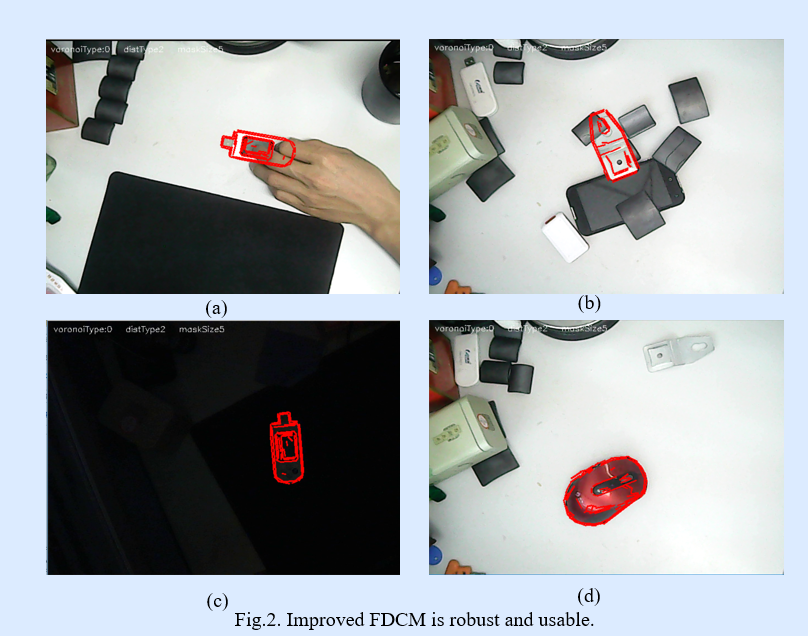 voronoiType:0 distType2 maskSize5
voronoiType:0 distType2 maskSize5
(a)
(b)
voronoiType:0 distType2 maskSize5
voronoiType:0 distType2 maskSize5
(c)
(d)
Fig.2. Improved FDCM is robust and usable.